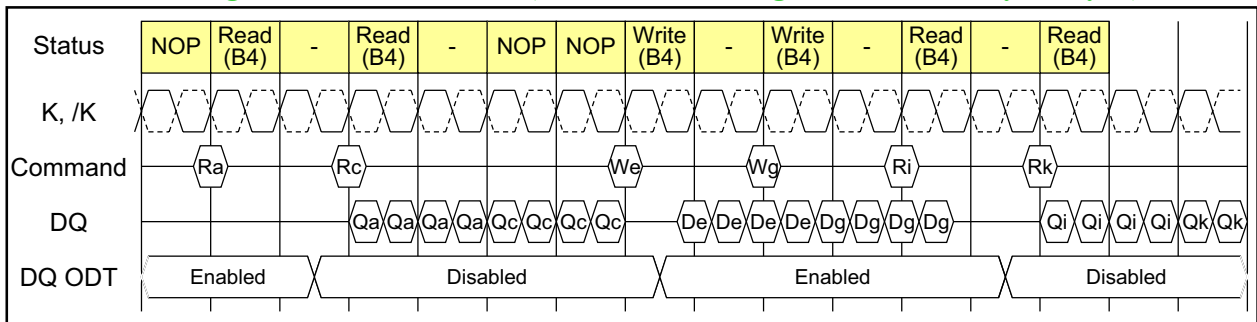 Status NOP Read (B4) - Read (B4) - NOP NOP Write (B4) - Write (B4) - Read (B4) - Read (B4)
K, /K
Command Ra Rc We Wg Ri Rk
DQ Qa Qa Qa Qa Qc Qc Qc Qc De De De De Dg Dg Dg Dg Qi Qi Qi Qi Qk Qk
DQ ODT Enabled Disabled Enabled Disabled